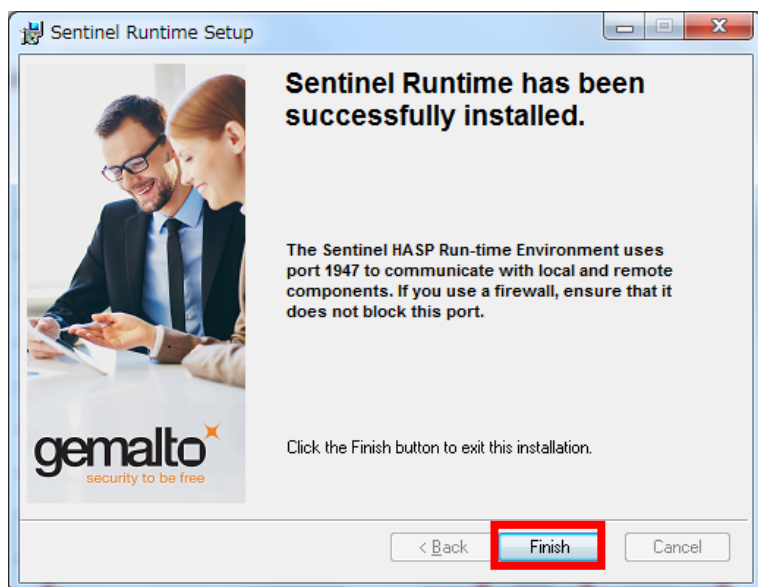 Sentinel Runtime Setup
Sentinel Runtime has been
successfully installed.
The Sentinel HASP Run-time Environment uses
port 1947 to communicate with local and remote
components. If you use a firewall, ensure that it
does not block this port.
gemalto
security to be free
Click the Finish button to exit this installation.
< Back Finish Cancel